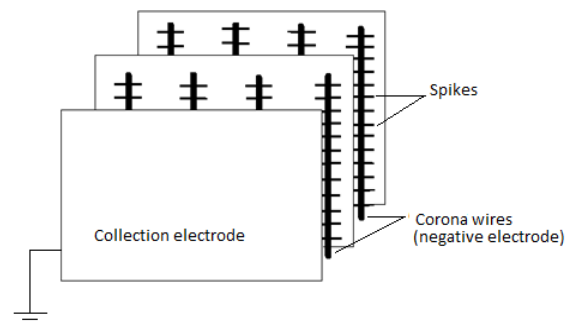 Spikes
Corona wires
(negative electrode)
Collection electrode